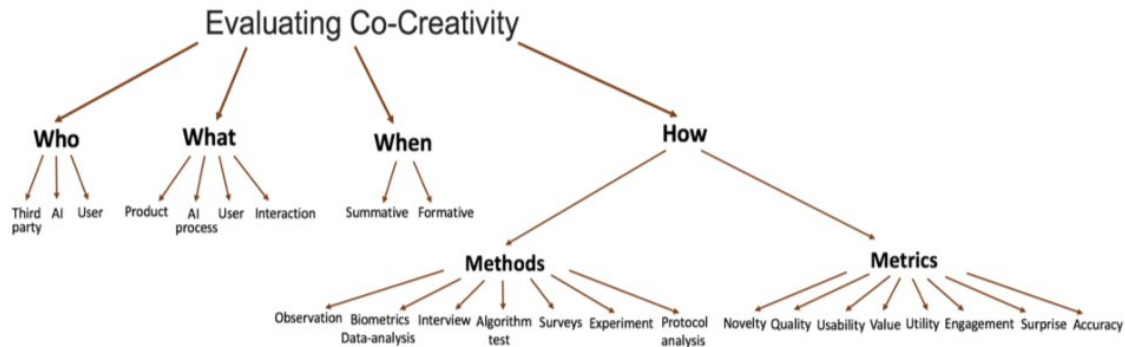 Evaluating Co-Creativity
Who
What
When
How
Third party
AI
User
Product
AI process
User
Interaction
Summative
Formative
Methods
Metrics
Observation
Biometrics Data-analysis
Interview
Algorithm test
Surveys
Experiment
Protocol analysis
Novelty
Quality
Usability
Value
Utility
Engagement
Surprise
Accuracy